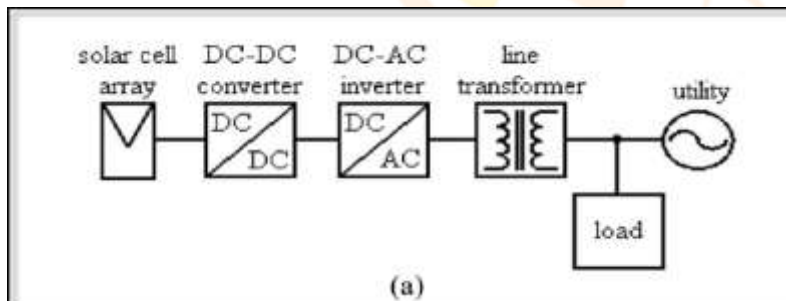 solar cell array
DC-DC converter
DC-AC inverter
line transformer
utility
DC
DC
DC
AC
load
(a)